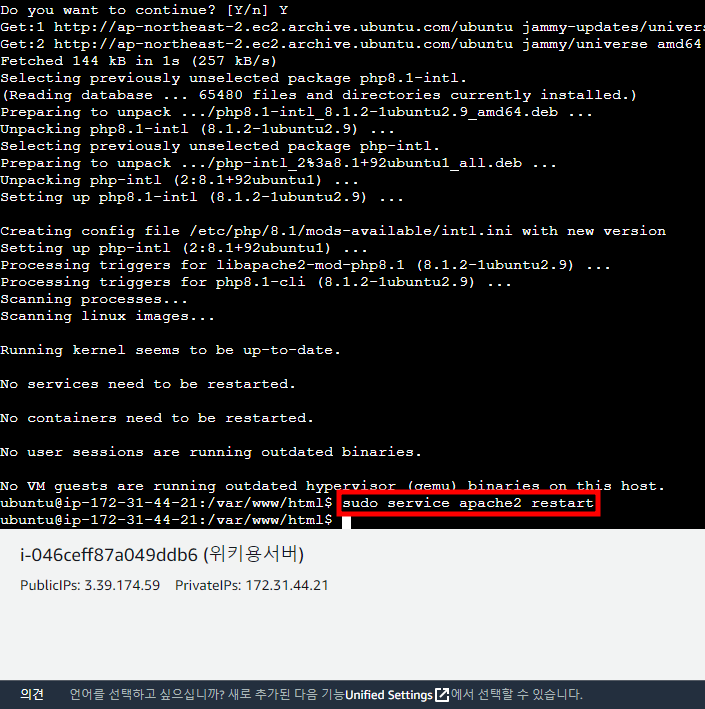 Do you want to continue? [Y/n] Y
Get:1 http://ap-northeast-2.ec2.archive.ubuntu.com/ubuntu jammy-updates/univers
Get:2 http://ap-northeast-2.ec2.archive.ubuntu.com/ubuntu jammy/universe amd64
Fetched 144 kB in 1s (257 kB/s)
Selecting previously unselected package php8.1-intl.
(Reading database ... 65480 files and directories currently installed.)
Preparing to unpack .../php8.1-intl_8.1.2-1ubuntu2.9_amd64.deb ...
Unpacking php8.1-intl (8.1.2-1ubuntu2.9) ...
Selecting previously unselected package php-intl.
Preparing to unpack .../php-intl_2%3a8.1+92ubuntu1_all.deb ...
Unpacking php-intl (2:8.1+92ubuntu1) ...
Setting up php8.1-intl (8.1.2-1ubuntu2.9) ...
Creating config file /etc/php/8.1/mods-available/intl.ini with new version
Setting up php-intl (2:8.1+92ubuntu1) ...
Processing triggers for libapache2-mod-php8.1 (8.1.2-1ubuntu2.9) ...
Processing triggers for php8.1-cli (8.1.2-1ubuntu2.9) ...
Scanning processes...
Scanning linux images...
Running kernel seems to be up-to-date.
No services need to be restarted.
No containers need to be restarted.
No user sessions are running outdated binaries.
No VM guests are running outdated hypervisor (qemu) binaries on this host.
ubuntu@ip-172-31-44-21:/var/www/html$ sudo service apache2 restart
ubuntu@ip-172-31-44-21:/var/www/html$
i-046ceff87a049ddb6 (위키용서버)
PublicIPs: 3.39.174.59 PrivateIPs: 172.31.44.21
의견 언어를 선택하고 싶으십니까? 새로 추가된 다음 기능Unified Settings에서 선택할 수 있습니다.